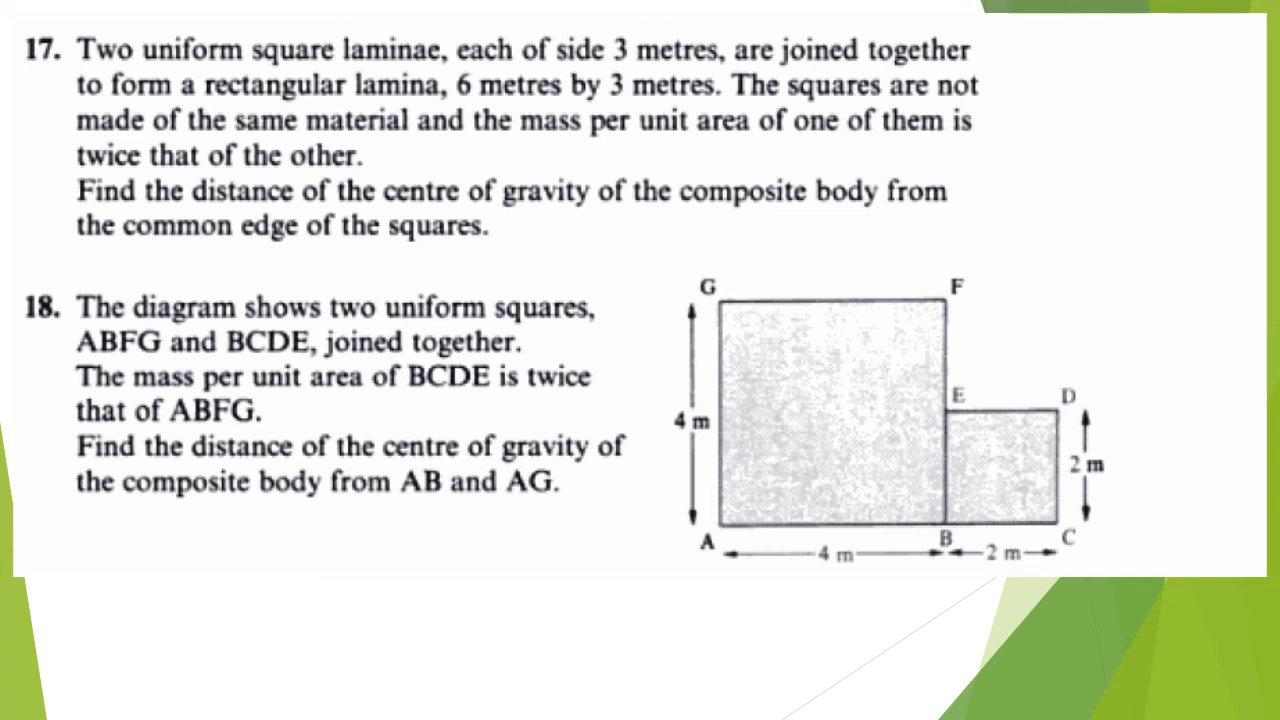 17. Two uniform square laminae, each of side 3 metres, are joined together
to form a rectangular lamina, 6 metres by 3 metres. The squares are not
made of the same material and the mass per unit area of one of them is
twice that of the other.
Find the distance of the centre of gravity of the composite body from
the common edge of the squares.
18. The diagram shows two uniform squares,
ABFG and BCDE, joined together.
The mass per unit area of BCDE is twice
that of ABFG.
Find the distance of the centre of gravity of
the composite body from AB and AG.
G F
E D
4 m
2 m
A B C
4 m 2 m